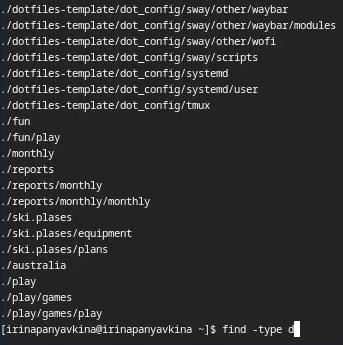 ./dotfiles-template/dot_config/sway/other/waybar
./dotfiles-template/dot_config/sway/other/waybar/modules
./dotfiles-template/dot_config/sway/other/wofi
./dotfiles-template/dot_config/sway/scripts
./dotfiles-template/dot_config/systemd
./dotfiles-template/dot_config/systemd/user
./dotfiles-template/dot_config/tmux
./fun
./fun/play
./monthly
./reports
./reports/monthly
./reports/monthly/monthly
./ski.plases
./ski.plases/equipment
./ski.plases/plans
./australia
./play
./play/games
./play/games/play
[irinapanyavkina@irinapanyavkina ~]$ find -type d